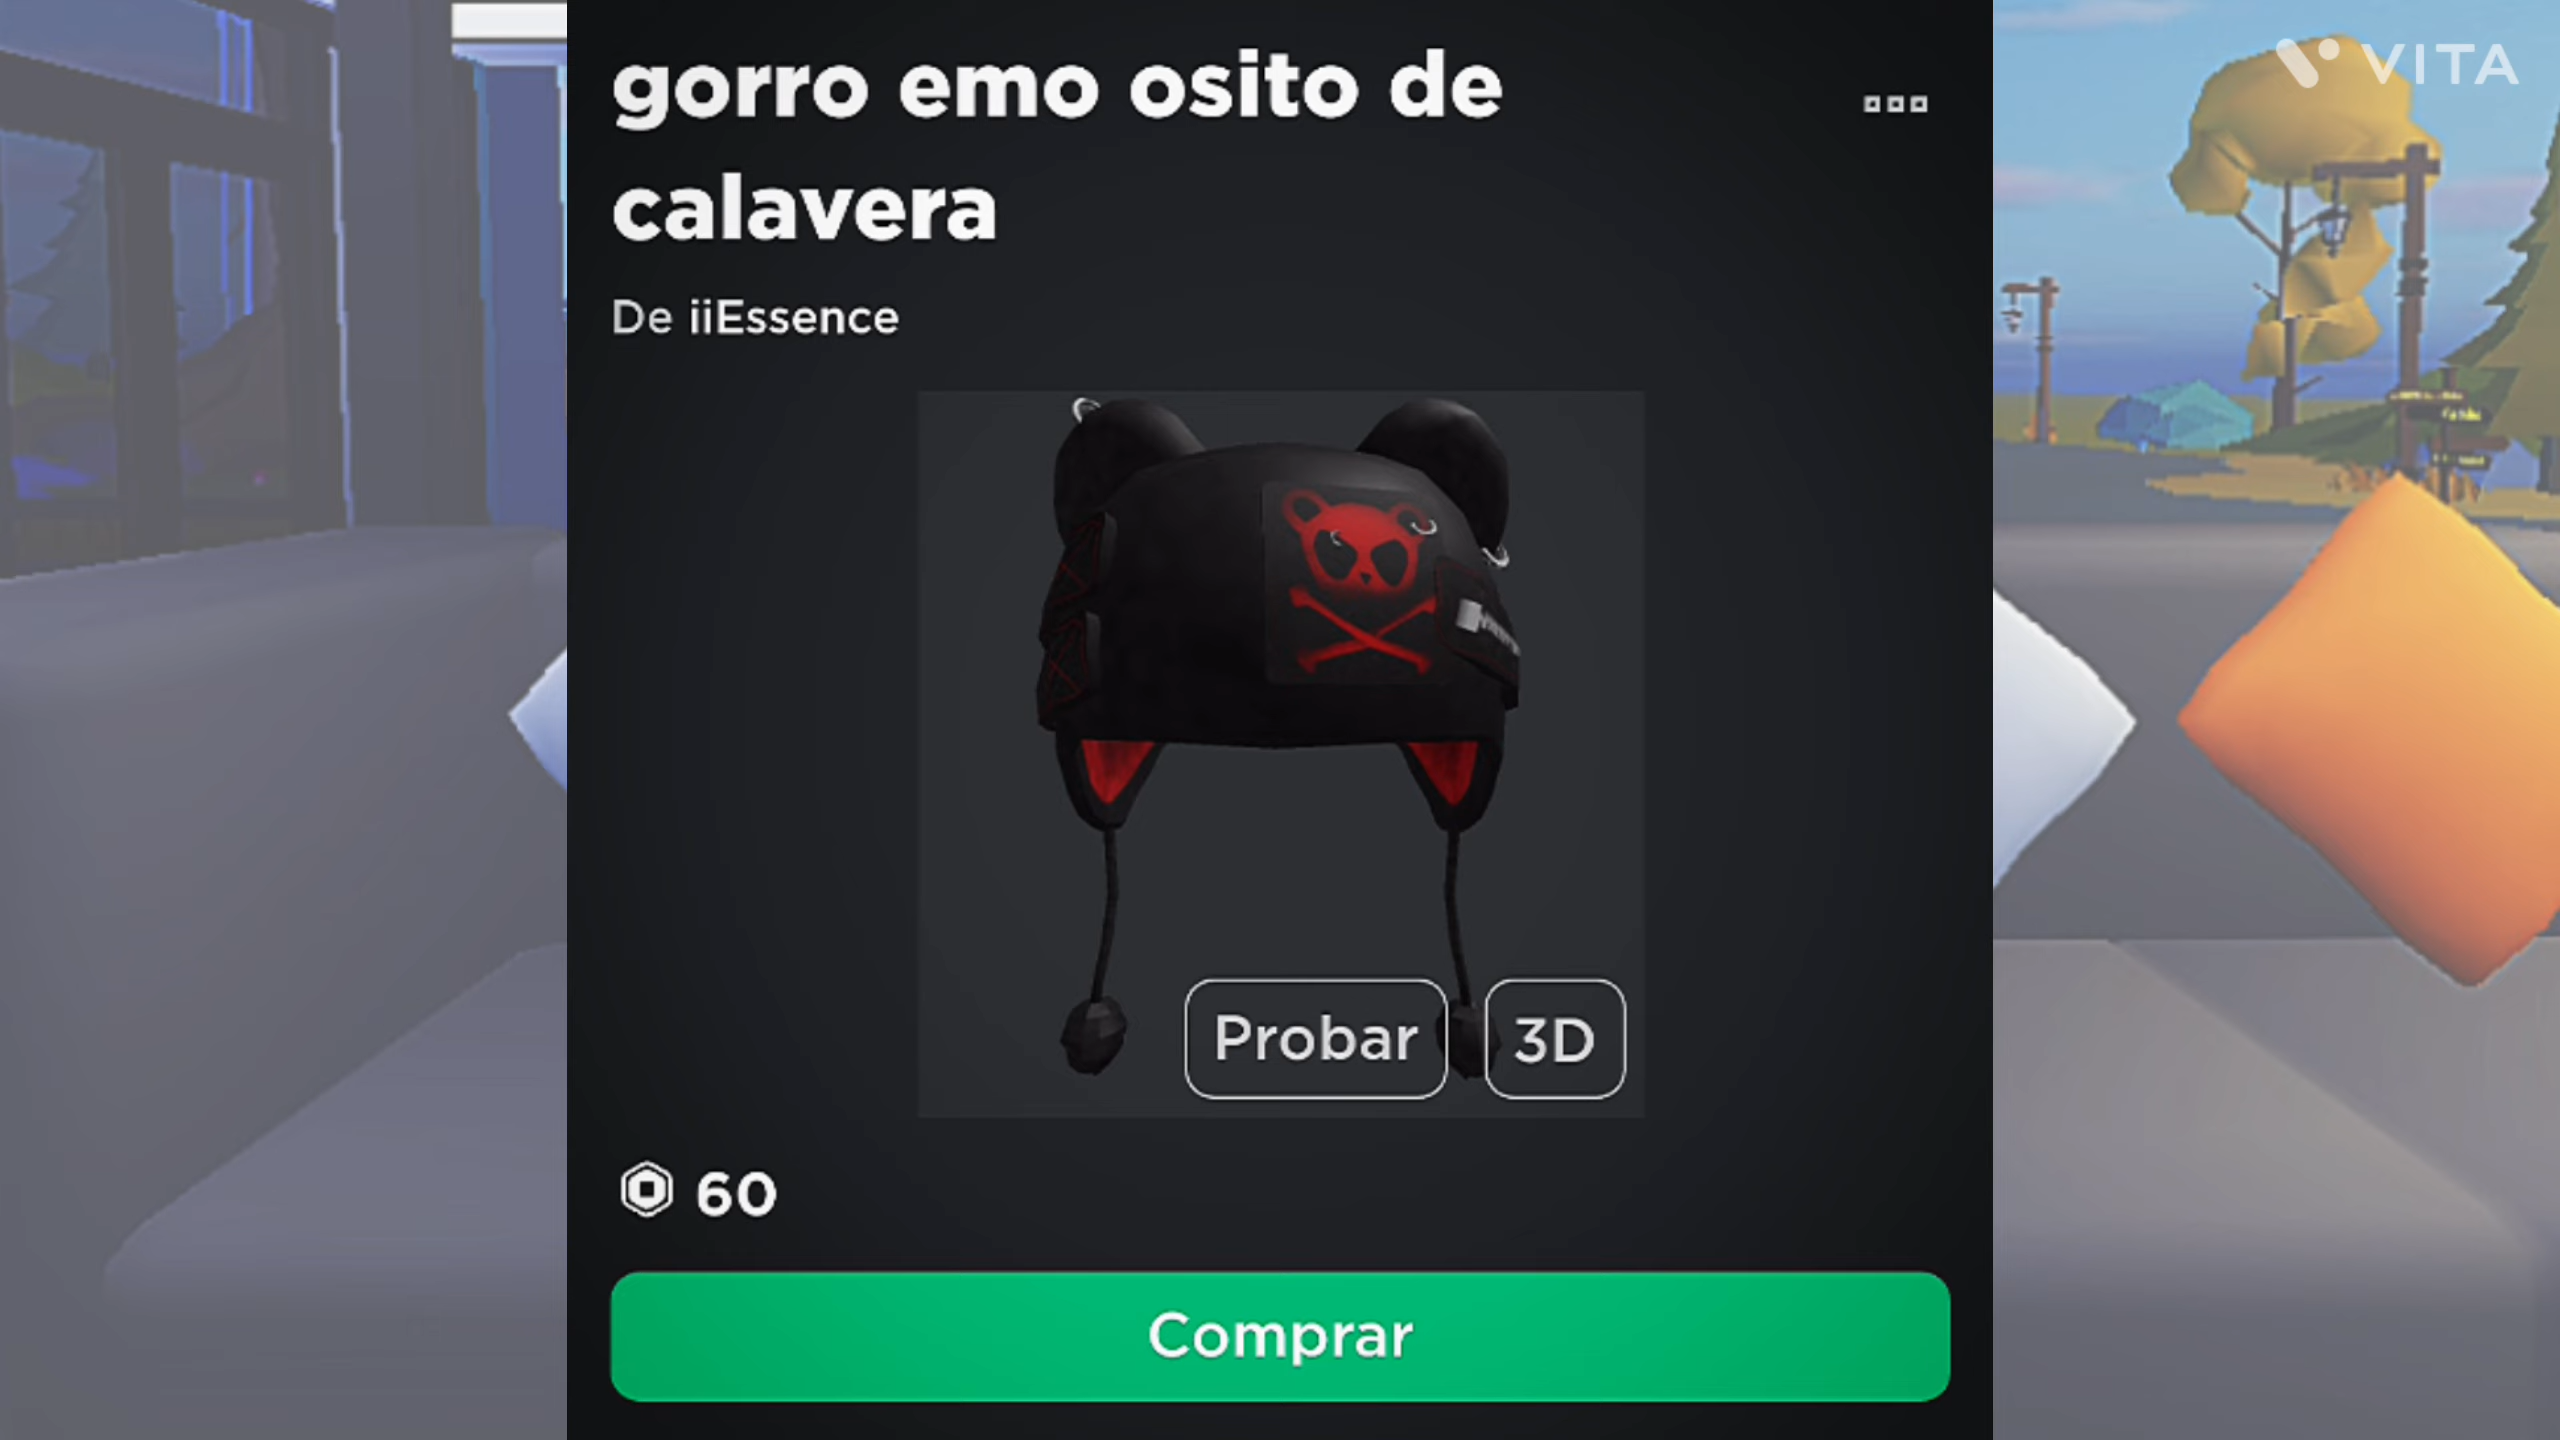 gorro emo osito de
calavera
De iiEssence
Probar
3D
60
Comprar
VITA